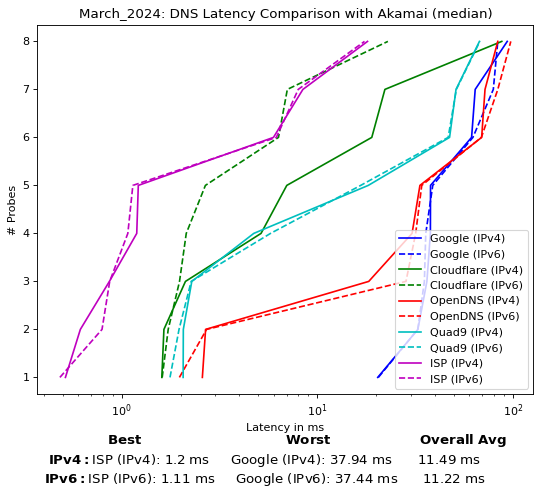 March_2024: DNS Latency Comparison with Akamai (median)
# Probes
8
7
6
5
4
3
2
1
Google (IPv4)
Google (IPv6)
Cloudflare (IPv4)
Cloudflare (IPv6)
OpenDNS (IPv4)
OpenDNS (IPv6)
Quad9 (IPv4)
Quad9 (IPv6)
ISP (IPv4)
ISP (IPv6)
10⁰ 10¹ 10²
Latency in ms
Best Worst Overall Avg
IPv4: ISP (IPv4): 1.2 ms Google (IPv4): 37.94 ms 11.49 ms
IPv6: ISP (IPv6): 1.11 ms Google (IPv6): 37.44 ms 11.22 ms